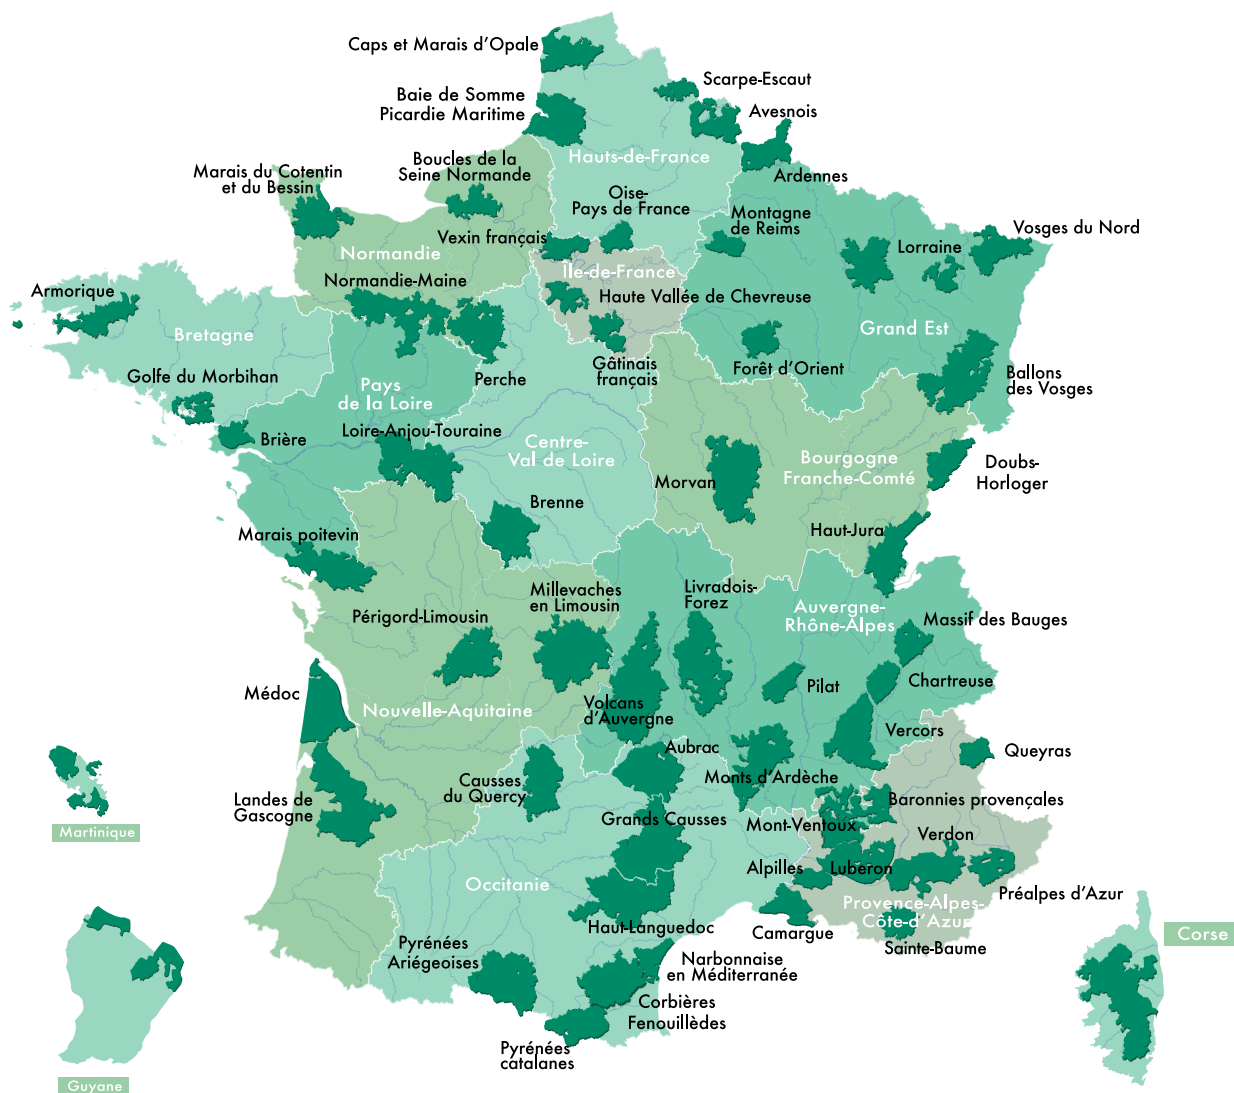 Caps et Marais d'Opale
Scarpe-Escaut
Baie de Somme
Picardie Maritime
Avesnois
Hauts-de-France
Boucles de la
Seine Normande
Marais du Cotentin
et du Bessin
Ardennes
Oise-
Pays de France
Montagne
de Reims
Vosges du Nord
Vexin français
Lorraine
Normandie
Île-de-France
Normandie-Maine
Armorique
Haute Vallée de Chevreuse
Grand Est
Bretagne
Gâtinais
français
Forêt d'Orient
Ballons
des Vosges
Golfe du Morbihan
Perche
Pays
de la Loire
Brière
Loire-Anjou-Touraine
Centre-
Val de Loire
Bourgogne
Franche-Comté
Doubs-
Horloger
Morvan
Brenne
Haut-Jura
Marais poitevin
Millevaches
en Limousin
Livradois-
Forez
Auvergne-
Rhône-Alpes
Périgord-Limousin
Massif des Bauges
Médoc
Pilat
Chartreuse
Nouvelle-Aquitaine
Volcans
d'Auvergne
Vercors
Aubrac
Queyras
Causses
du Quercy
Monts d'Ardèche
Landes de
Gascogne
Baronnies provençales
Grands Causses
Mont-Ventoux
Verdon
Martinique
Alpilles
Luberon
Occitanie
Préalpes d'Azur
Provence-Alpes-
Côte-d'Azur
Haut-Languedoc
Camargue
Sainte-Baume
Corse
Pyrénées
Ariégeoises
Narbonnaise
en Méditerranée
Corbières
Fenouillèdes
Pyrénées
catalanes
Guyane